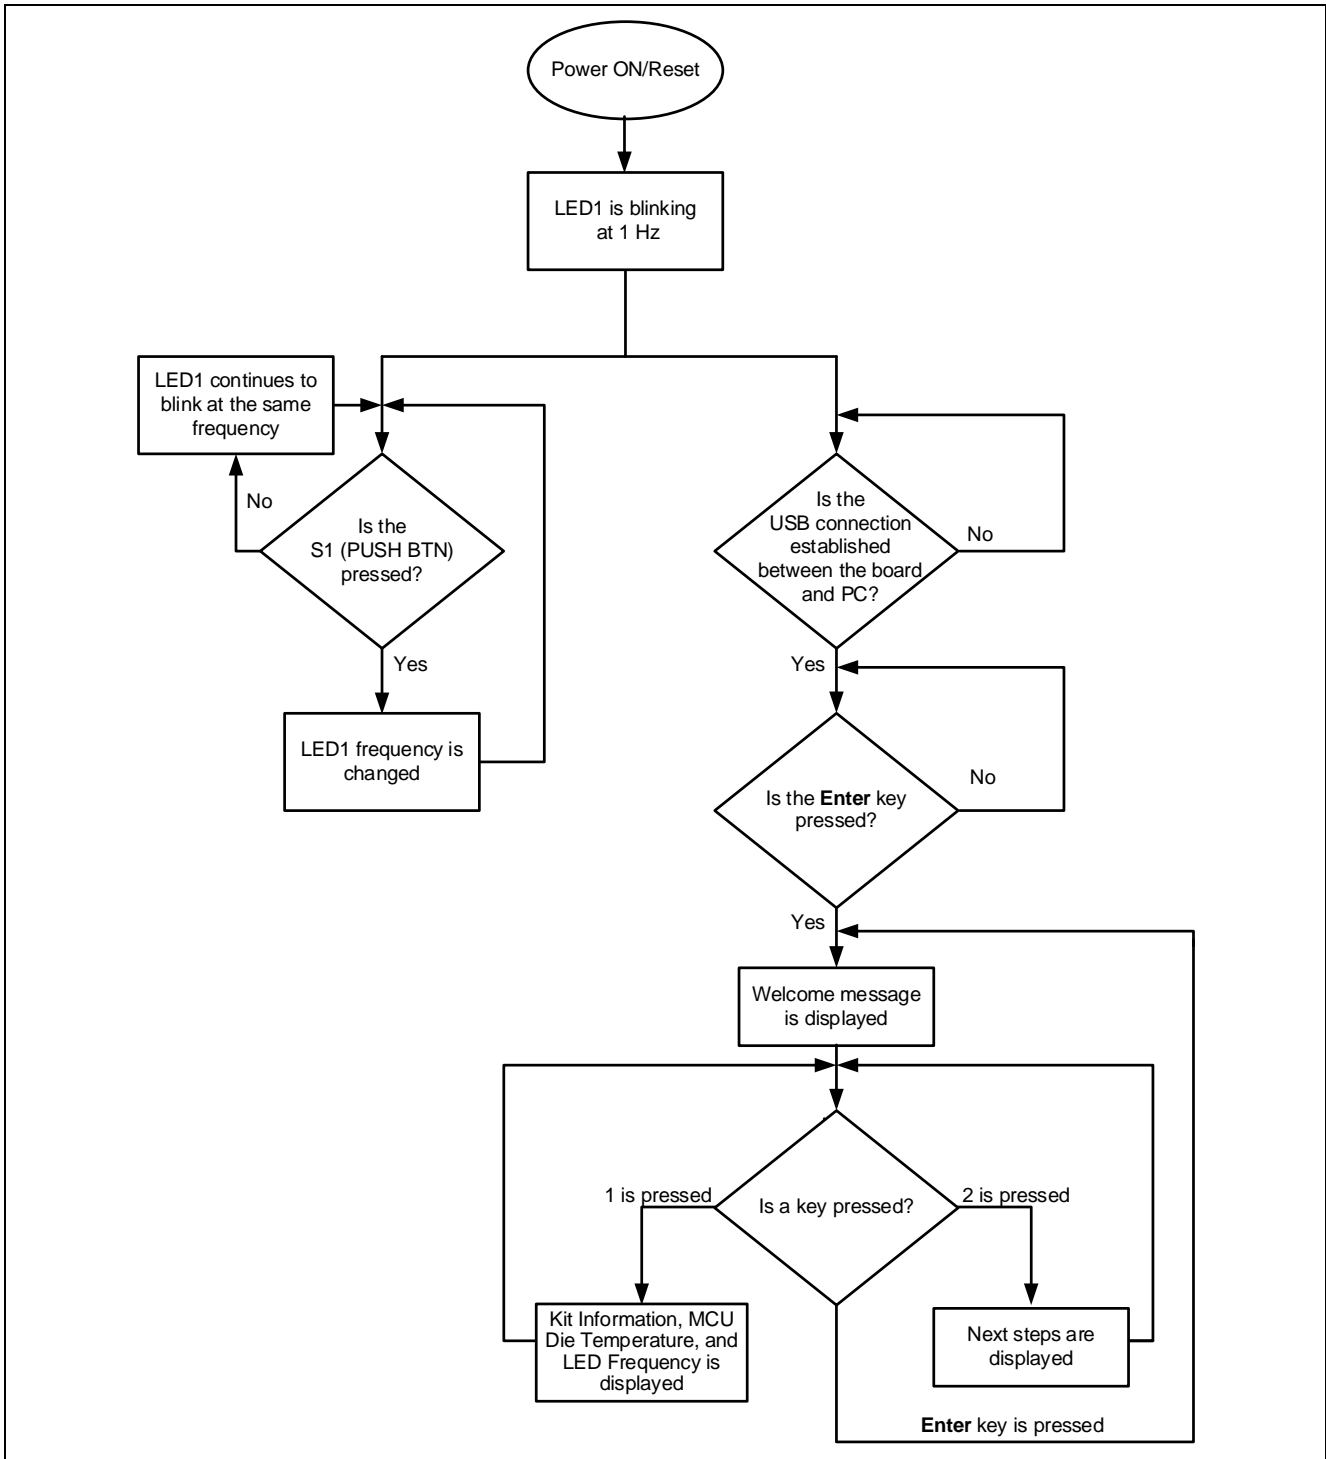 Power ON/Reset
LED1 is blinking
at 1 Hz
LED1 continues to
blink at the same
frequency
No
Is the
S1 (PUSH BTN)
pressed?
Yes
LED1 frequency is
changed
Is the
USB connection
established
between the board
and PC?
No
Yes
Is the Enter key
pressed?
No
Yes
Welcome message
is displayed
Is a key pressed?
1 is pressed
2 is pressed
Kit Information, MCU
Die Temperature, and
LED Frequency is
displayed
Next steps are
displayed
Enter key is pressed